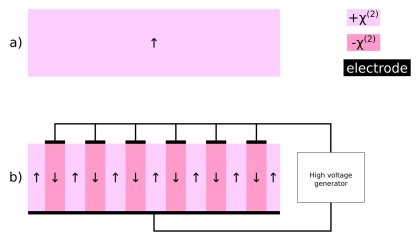 a) ↑
+χ(2)
-χ(2)
electrode
b) ↑ ↓ ↑ ↓ ↑ ↓ ↑ ↓ ↑ ↓ ↑ ↓ ↑
High voltage
generator